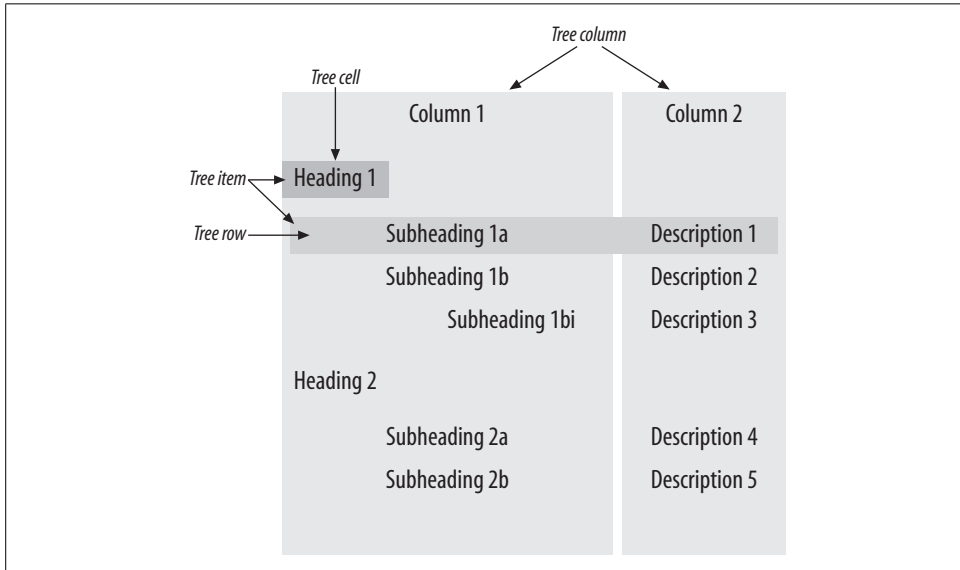 Tree column
Tree cell
Column 1 Column 2
Tree item Heading 1
Tree row Subheading 1a Description 1
Subheading 1b Description 2
Subheading 1bi Description 3
Heading 2
Subheading 2a Description 4
Subheading 2b Description 5